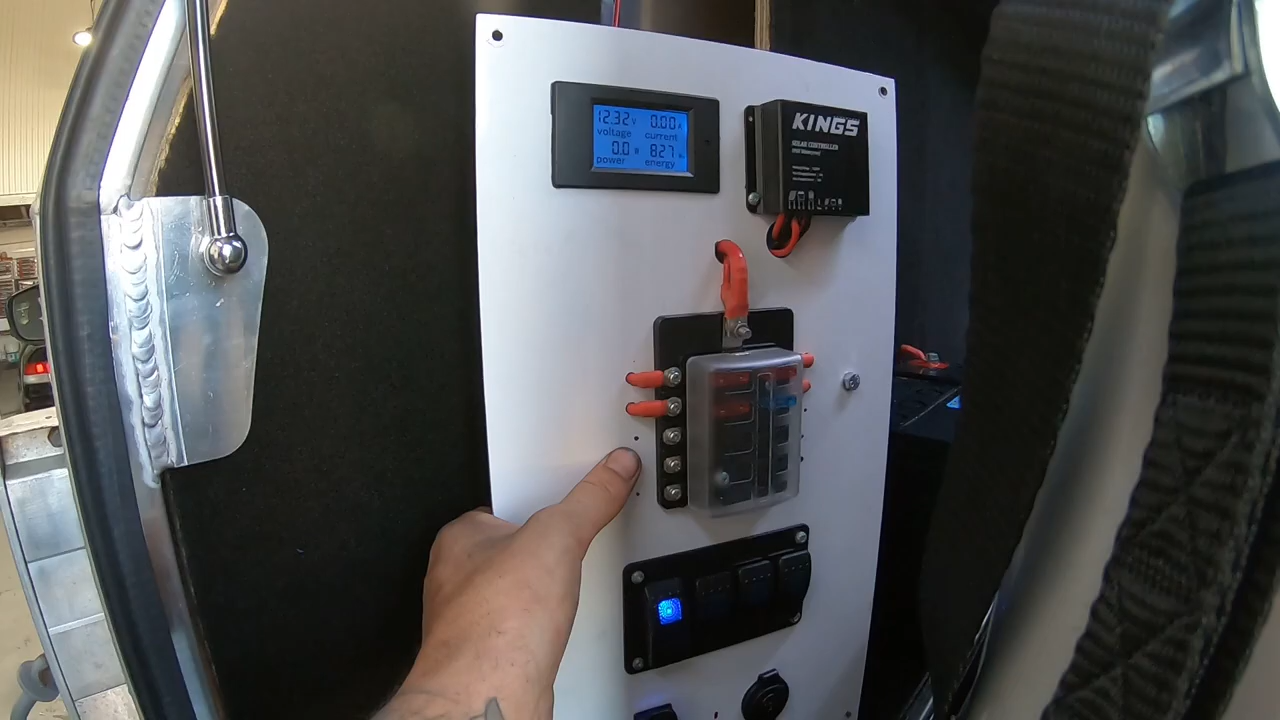 12.32 V 0.00 A
voltage current
0.0 W 827
power energy
KINGS
SOLAR CONTROLLER